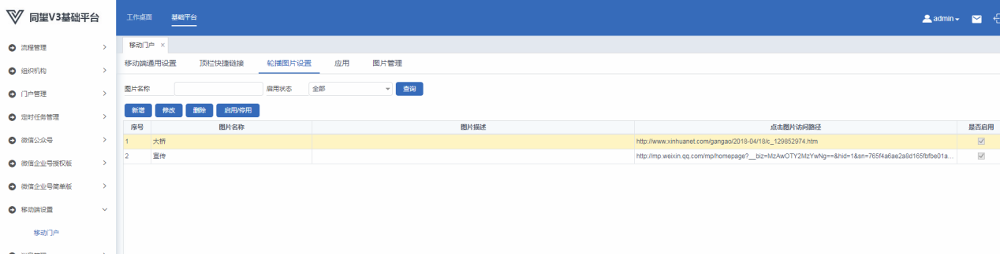 同望V3基础平台
工作桌面 基础平台
admin
流程管理
组织机构
门户管理
定时任务管理
微信公众号
微信企业号授权版
微信企业号简单版
移动端设置
移动门户
移动门户 ×
移动端通用设置 顶栏快捷链接 轮播图片设置 应用 图片管理
图片名称 启用状态 全部 查询
新增 修改 删除 启用/停用
序号 图片名称 图片描述 点击图片访问路径 是否启用
1 大桥 http://www.xinhuanet.com/gangao/2018-04/18/c_129852974.htm
2 宣传 http://mp.weixin.qq.com/mp/homepage?__biz=MzAwOTY2MzYwNg==&hid=1&sn=765f4a6ae2a8d165fbfbe01a...